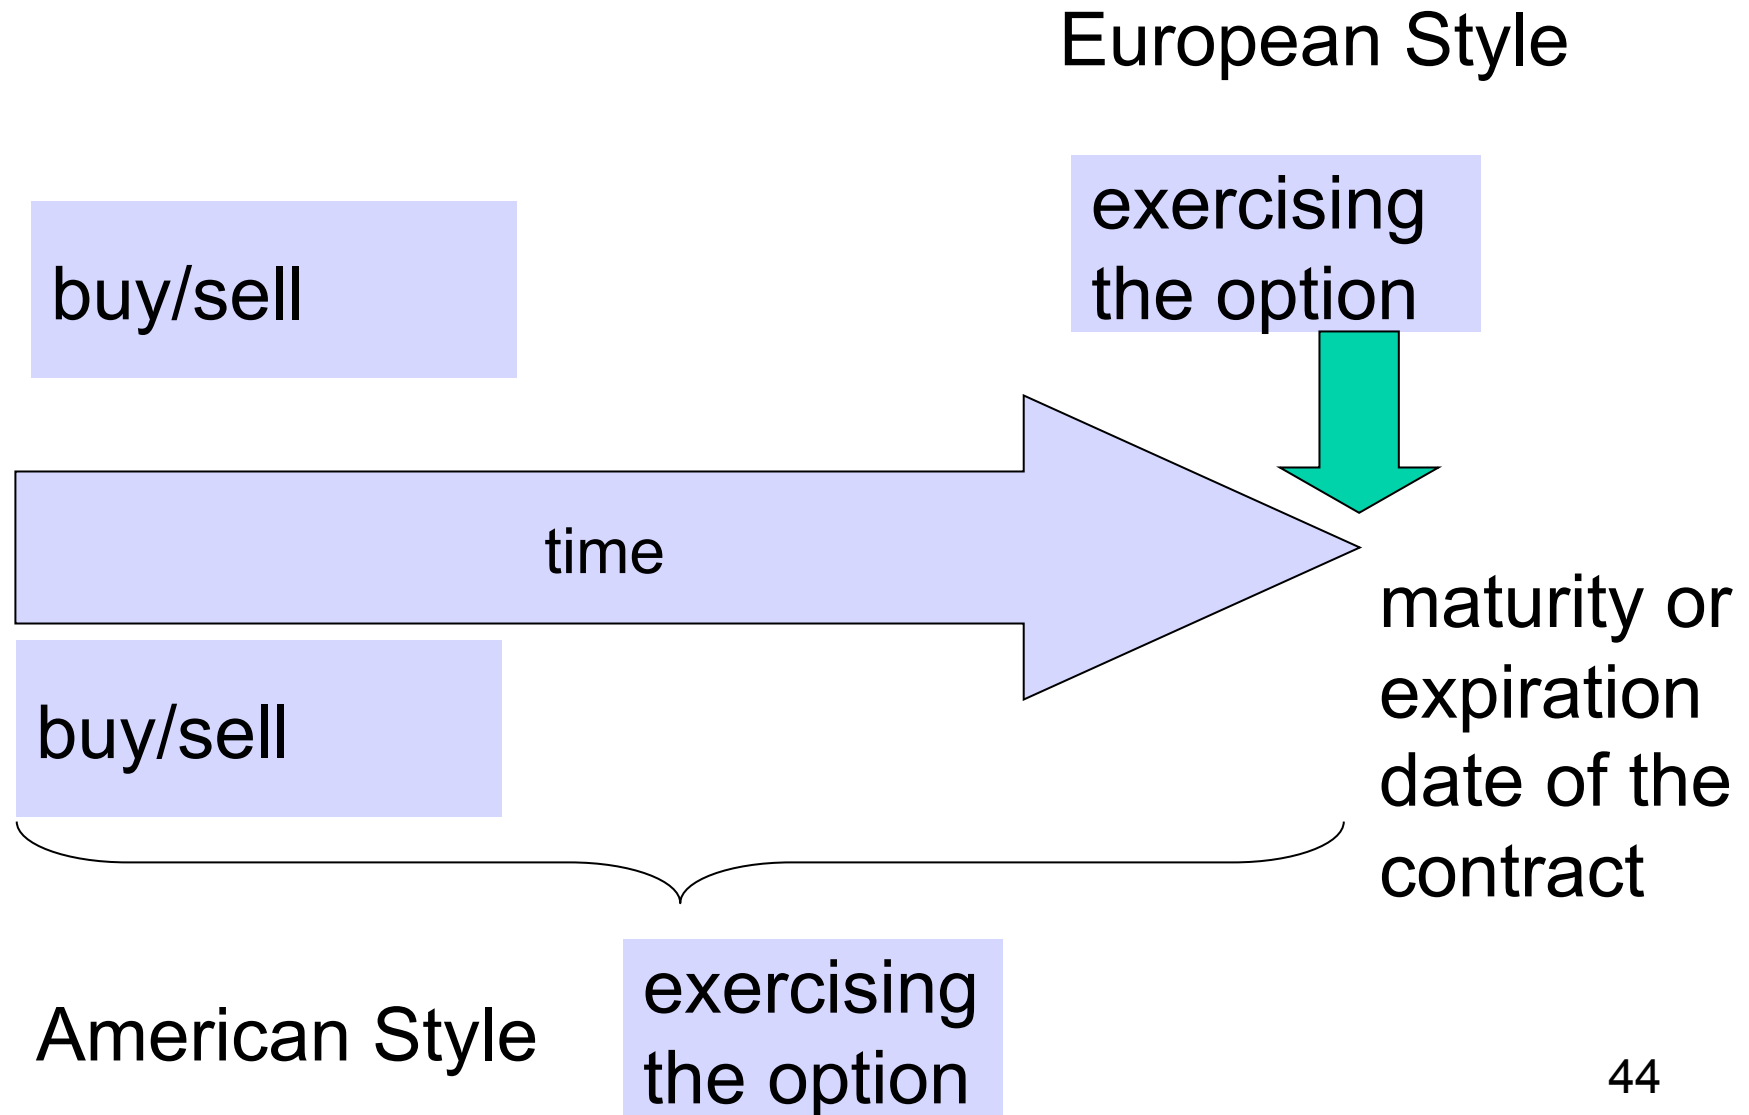 European Style
exercising
the option
buy/sell
time
maturity or
expiration
date of the
contract
buy/sell
American Style
exercising
the option
44